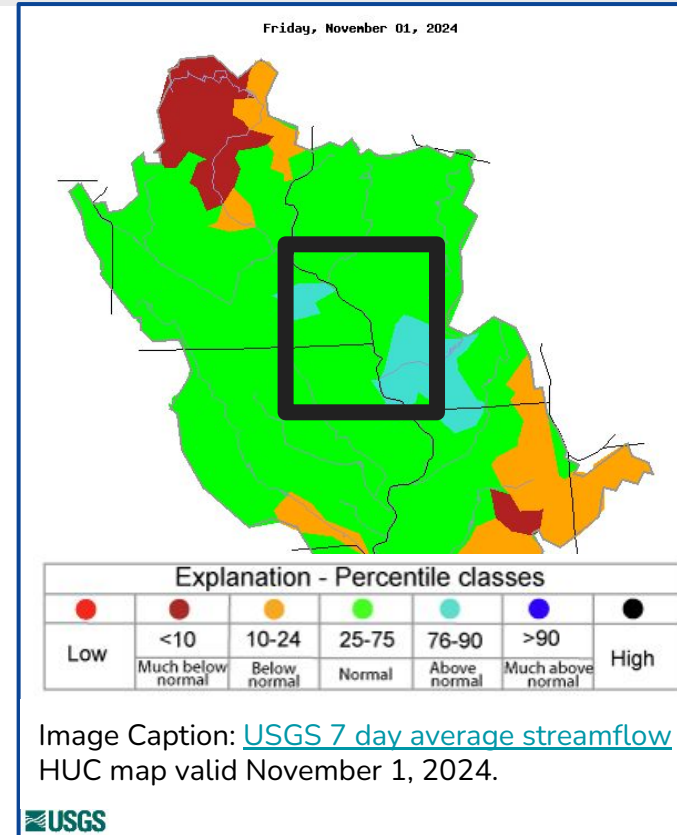 Friday, November 01, 2024
Explanation - Percentile classes
Low
<10
10-24
25-75
76-90
>90
High
Much below
normal
Below
normal
Normal
Above
normal
Much above
normal
Image Caption: USGS 7 day average streamflow
HUC map valid November 1, 2024.
USGS